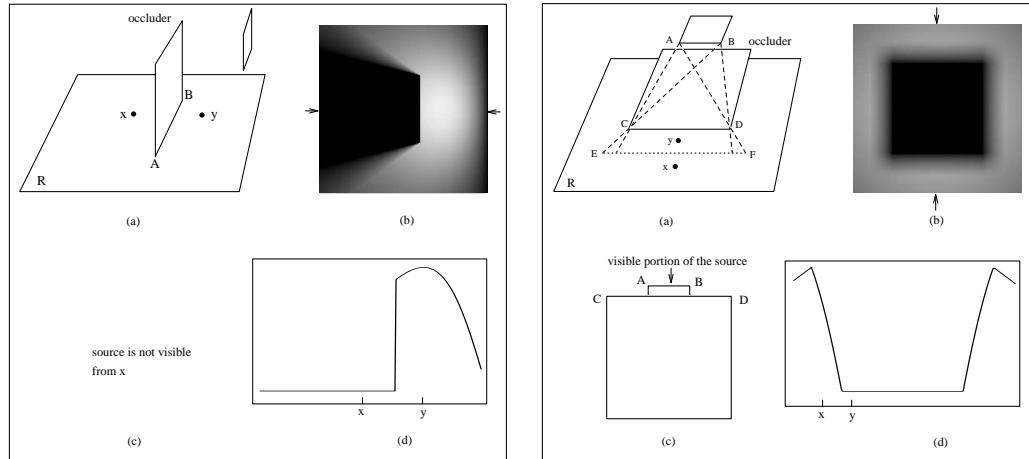 occluder
B
x
y
A
R
(a)
(b)
source is not visible
from x
x
y
(c)
(d)
A
B
occluder
C
D
y
E
F
x
R
(a)
(b)
visible portion of the source
A
B
C
D
x
y
(c)
(d)